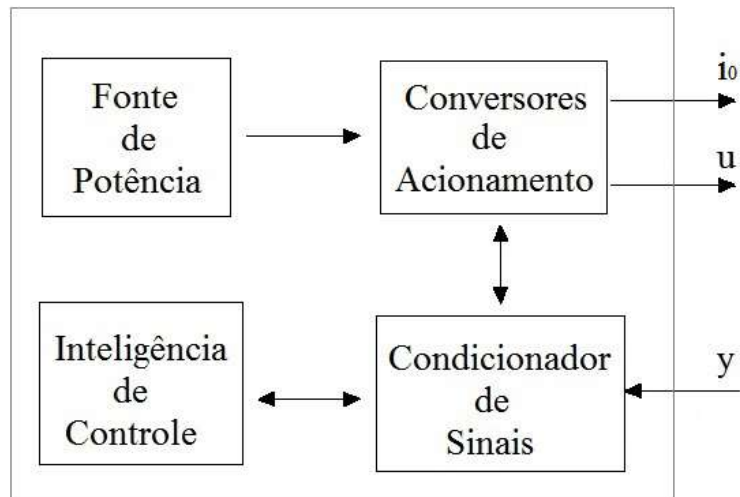 Fonte
de
Potência
Conversores
de
Acionamento
i₀
u
Inteligência
de
Controle
Condicionador
de
Sinais
y